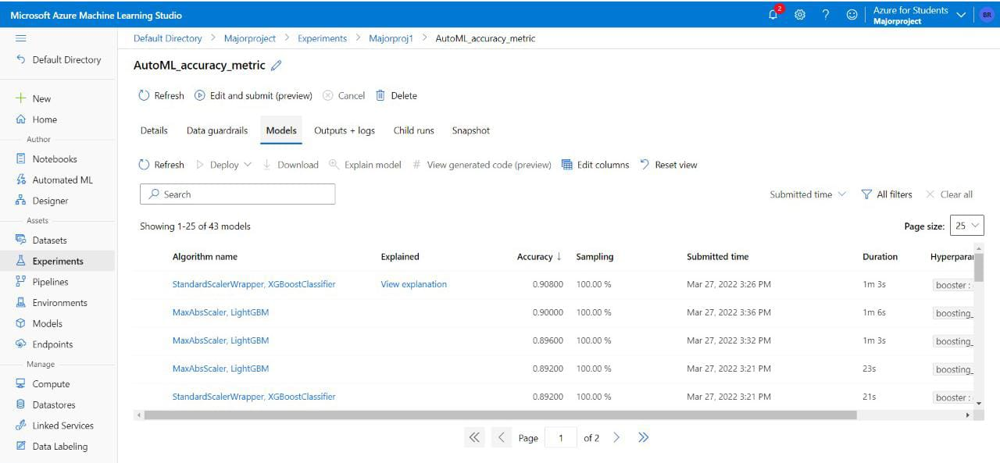 Microsoft Azure Machine Learning Studio
2
Azure for Students
Majorproject
BR
Default Directory
New
Home
Author
Notebooks
Automated ML
Designer
Assets
Datasets
Experiments
Pipelines
Environments
Models
Endpoints
Manage
Compute
Datastores
Linked Services
Data Labeling
Default Directory > Majorproject > Experiments > Majorproj1 > AutoML_accuracy_metric
AutoML_accuracy_metric
Refresh Edit and submit (preview) Cancel Delete
Details Data guardrails Models Outputs + logs Child runs Snapshot
Refresh Deploy Download Explain model # View generated code (preview) Edit columns Reset view
Search Submitted time All filters Clear all
Showing 1-25 of 43 models Page size: 25
Algorithm name Explained Accuracy ↓ Sampling Submitted time Duration Hyperparar
StandardScalerWrapper, XGBoostClassifier View explanation 0.90800 100.00 % Mar 27, 2022 3:26 PM 1m 3s booster :
MaxAbsScaler, LightGBM 0.90000 100.00 % Mar 27, 2022 3:36 PM 1m 6s boosting_
MaxAbsScaler, LightGBM 0.89600 100.00 % Mar 27, 2022 3:32 PM 1m 3s boosting_
MaxAbsScaler, LightGBM 0.89200 100.00 % Mar 27, 2022 3:21 PM 23s boosting_
StandardScalerWrapper, XGBoostClassifier 0.89200 100.00 % Mar 27, 2022 3:21 PM 21s booster :
Page 1 of 2